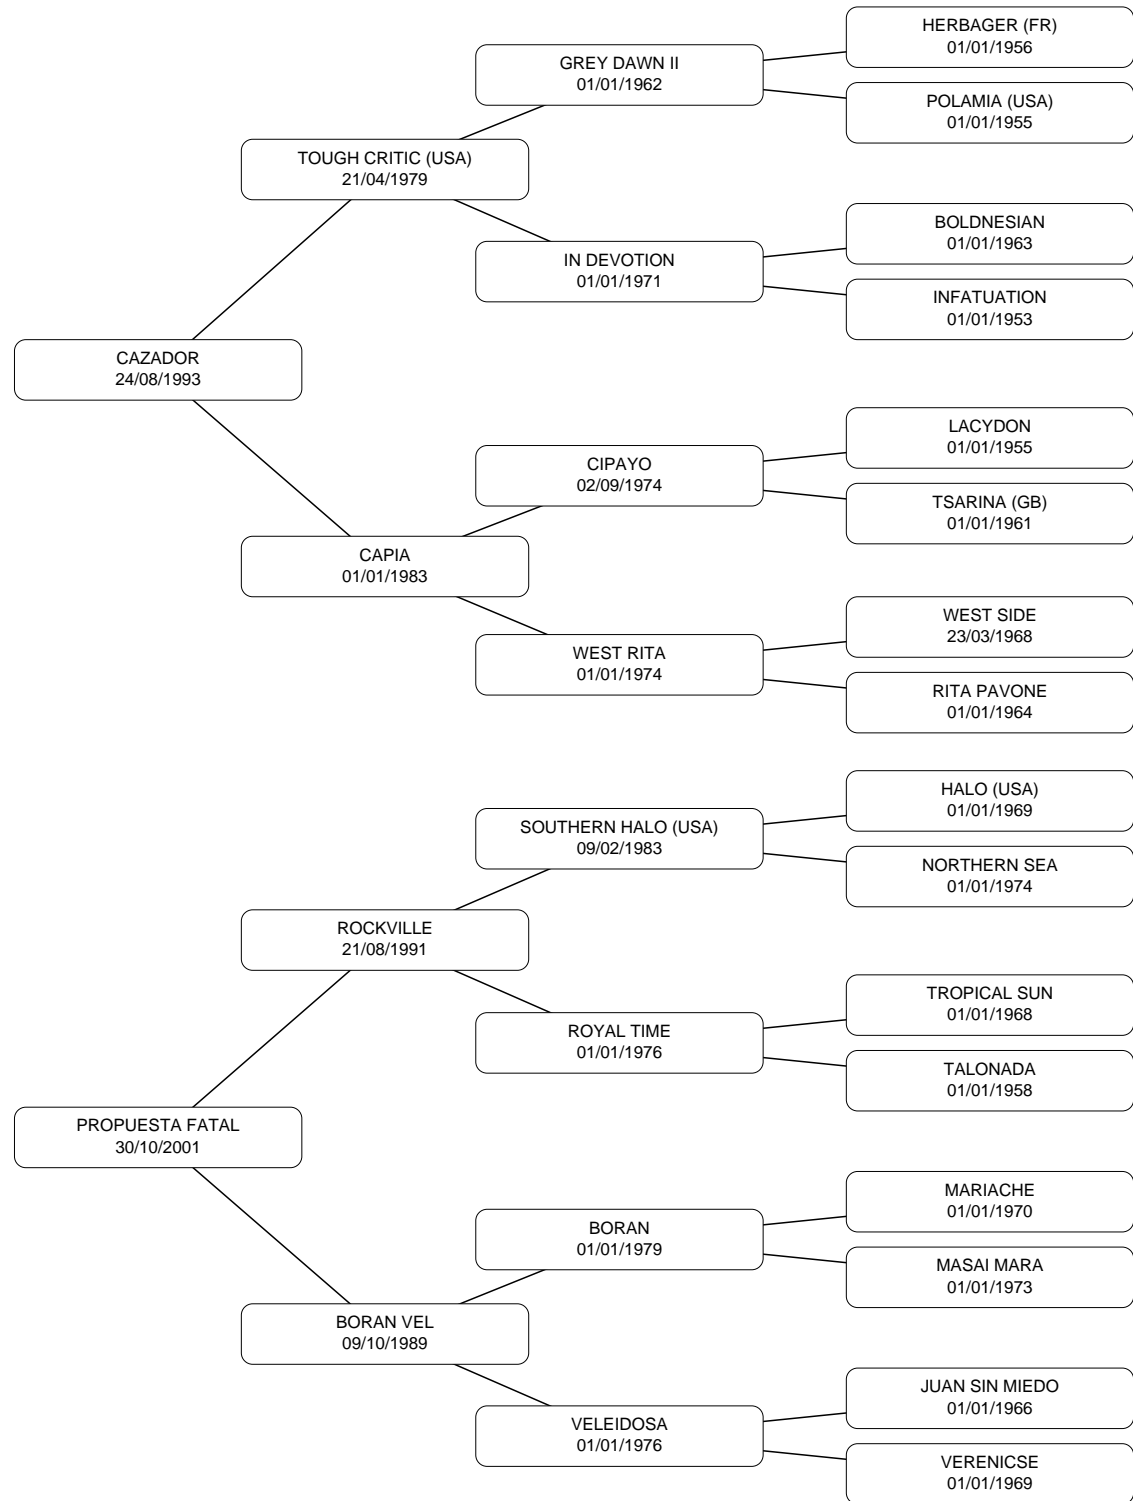 HERBAGER (FR)
01/01/1956
GREY DAWN II
01/01/1962
POLAMIA (USA)
01/01/1955
TOUGH CRITIC (USA)
21/04/1979
BOLDNESIAN
01/01/1963
IN DEVOTION
01/01/1971
INFATUATION
01/01/1953
CAZADOR
24/08/1993
LACYDON
01/01/1955
CIPAYO
02/09/1974
TSARINA (GB)
01/01/1961
CAPIA
01/01/1983
WEST SIDE
23/03/1968
WEST RITA
01/01/1974
RITA PAVONE
01/01/1964
HALO (USA)
01/01/1969
SOUTHERN HALO (USA)
09/02/1983
NORTHERN SEA
01/01/1974
ROCKVILLE
21/08/1991
TROPICAL SUN
01/01/1968
ROYAL TIME
01/01/1976
TALONADA
01/01/1958
PROPUESTA FATAL
30/10/2001
MARIACHE
01/01/1970
BORAN
01/01/1979
MASAI MARA
01/01/1973
BORAN VEL
09/10/1989
JUAN SIN MIEDO
01/01/1966
VELEIDOSA
01/01/1976
VERENICSE
01/01/1969